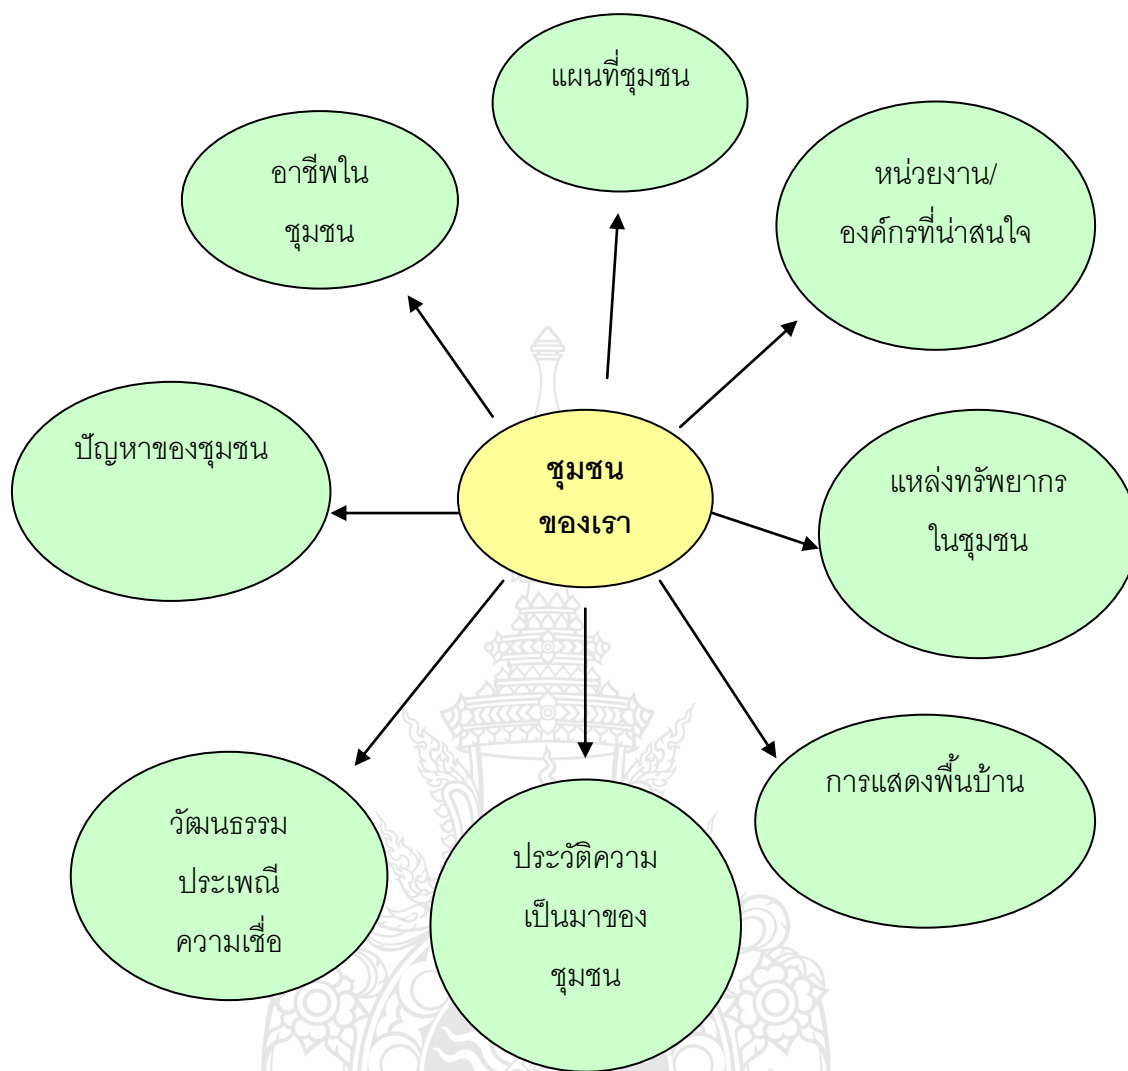 แผนที่ชุมชน
อาชีพใน
ชุมชน
หน่วยงาน/
องค์กรที่น่าสนใจ
ปัญหาของชุมชน
ชุมชน
ของเรา
แหล่งทรัพยากร
ในชุมชน
การแสดงพื้นบ้าน
วัฒนธรรม
ประเพณี
ความเชื่อ
ประวัติความ
เป็นมาของ
ชุมชน